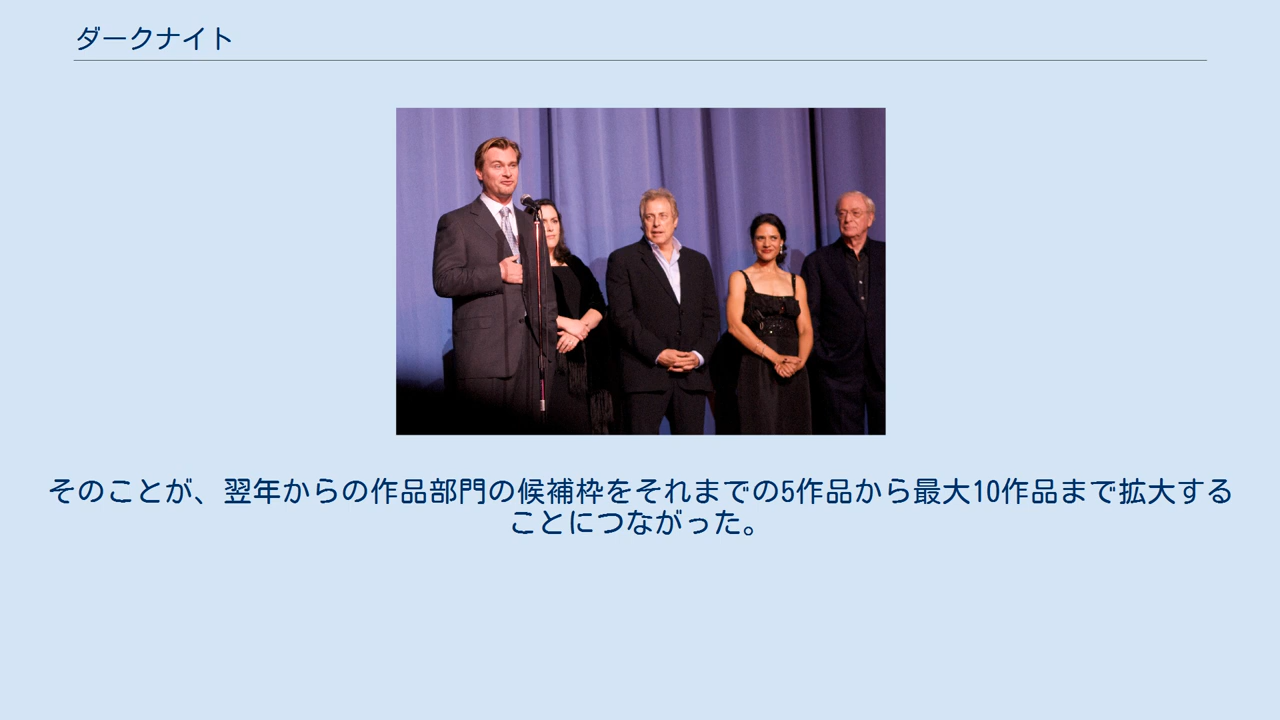 ダークナイト
そのことが、翌年からの作品部門の候補枠をそれまでの5作品から最大10作品まで拡大する
ことにつながった。